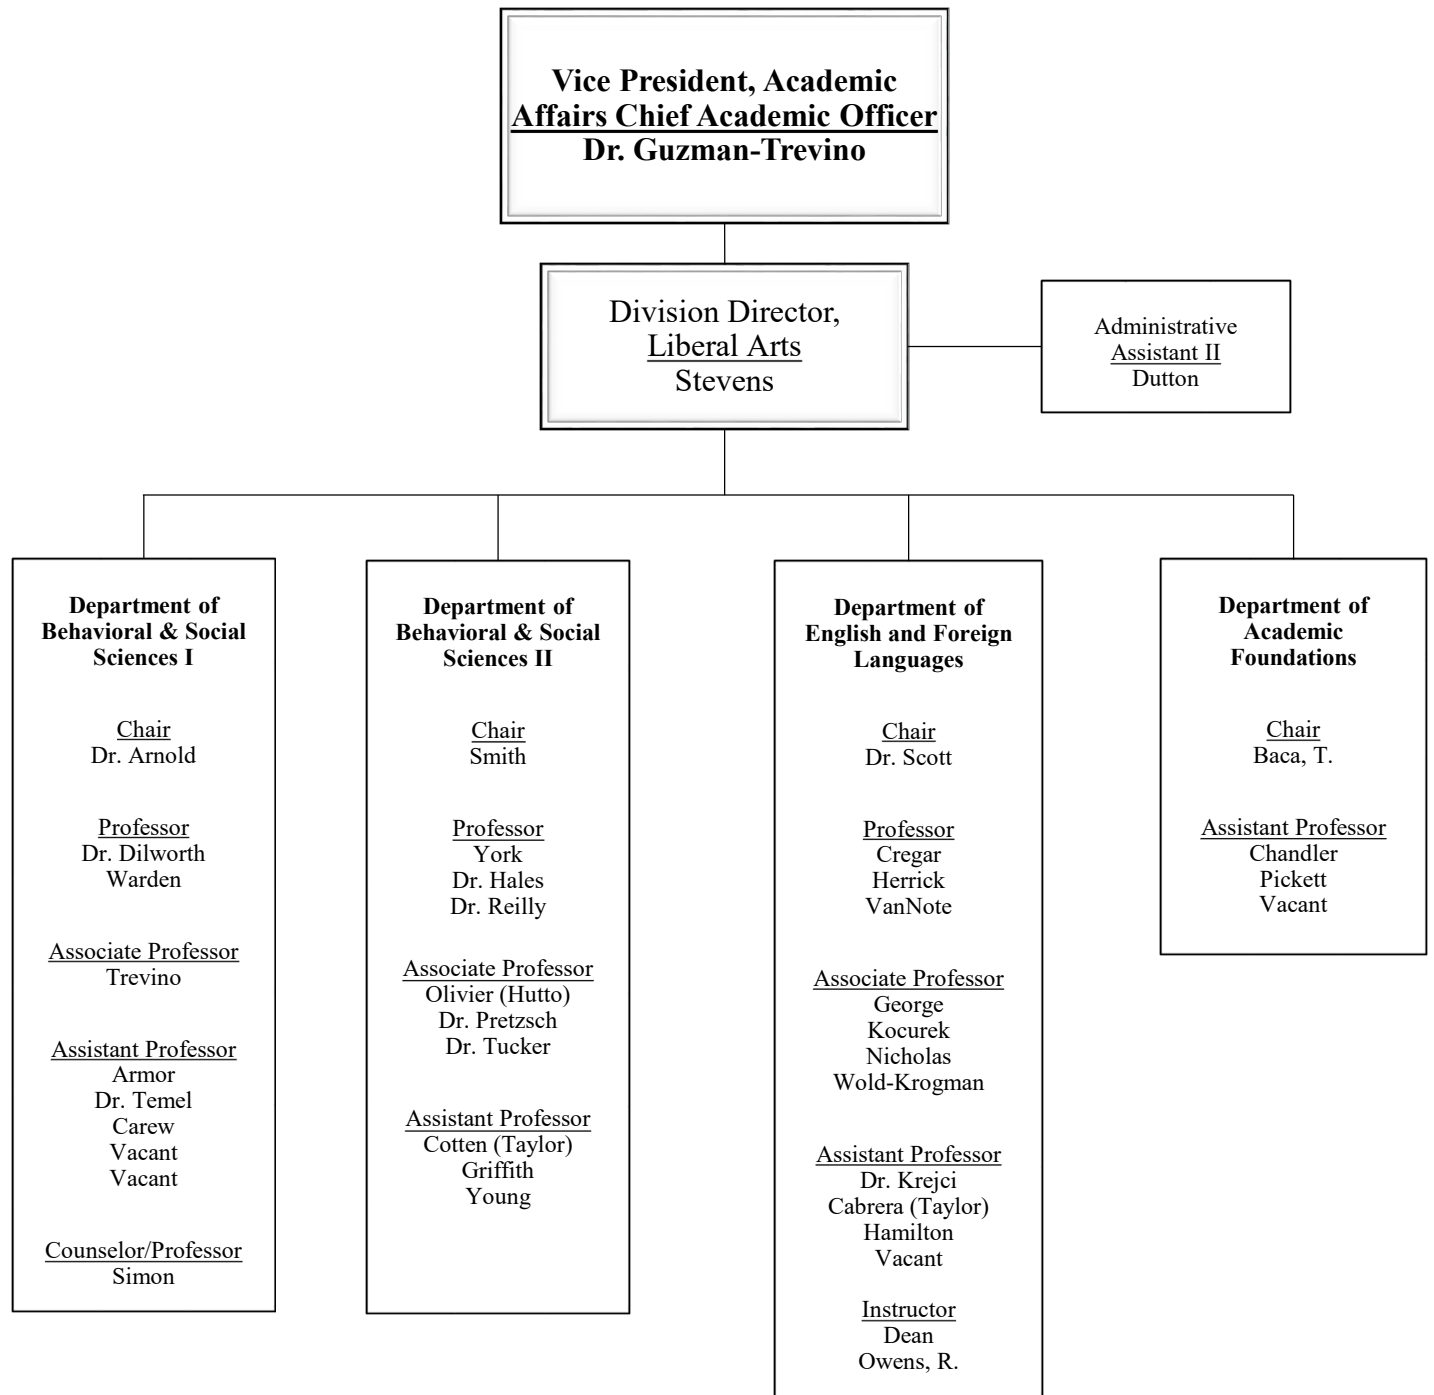 Vice President, Academic
Affairs Chief Academic Officer
Dr. Guzman-Trevino
Division Director,
Liberal Arts
Stevens
Administrative
Assistant II
Dutton
Department of
Behavioral & Social
Sciences I
Chair
Dr. Arnold
Professor
Dr. Dilworth
Warden
Associate Professor
Trevino
Assistant Professor
Armor
Dr. Temel
Carew
Vacant
Vacant
Counselor/Professor
Simon
Department of
Behavioral & Social
Sciences II
Chair
Smith
Professor
York
Dr. Hales
Dr. Reilly
Associate Professor
Olivier (Hutto)
Dr. Pretzsch
Dr. Tucker
Assistant Professor
Cotten (Taylor)
Griffith
Young
Department of
English and Foreign
Languages
Chair
Dr. Scott
Professor
Cregar
Herrick
VanNote
Associate Professor
George
Kocurek
Nicholas
Wold-Krogman
Assistant Professor
Dr. Krejci
Cabrera (Taylor)
Hamilton
Vacant
Instructor
Dean
Owens, R.
Department of
Academic
Foundations
Chair
Baca, T.
Assistant Professor
Chandler
Pickett
Vacant